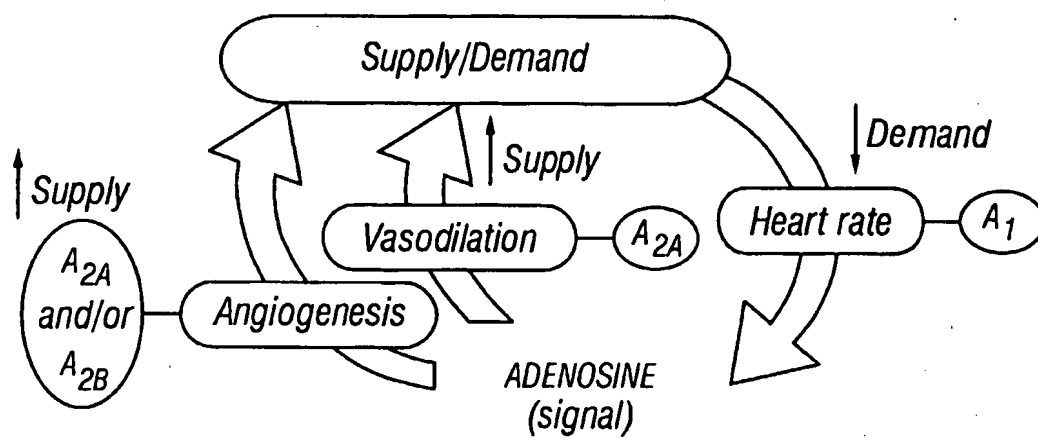 Supply/Demand
↓ Demand
↑ Supply
↑ Supply
Heart rate
A1
Vasodilation
A2A
A2A
and/or
A2B
Angiogenesis
ADENOSINE
(signal)